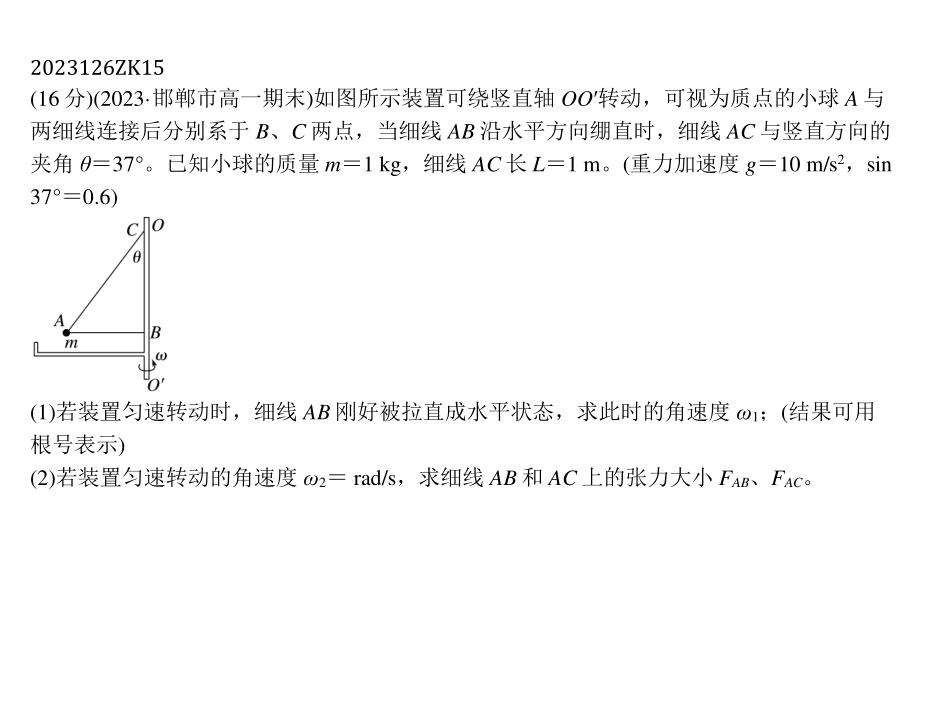 2023126ZK15
(16 分)(2023·邯郸市高一期末)如图所示装置可绕竖直轴 OO′转动，可视为质点的小球 A 与
两细线连接后分别系于 B、C 两点，当细线 AB 沿水平方向绷直时，细线 AC 与竖直方向的
夹角 θ＝37°。已知小球的质量 m＝1 kg，细线 AC 长 L＝1 m。(重力加速度 g＝10 m/s²，sin
37°＝0.6)
C O
θ
A
B
m
ω
O′
(1)若装置匀速转动时，细线 AB 刚好被拉直成水平状态，求此时的角速度 ω₁；(结果可用
根号表示)
(2)若装置匀速转动的角速度 ω₂＝ rad/s，求细线 AB 和 AC 上的张力大小 F_AB、F_AC。